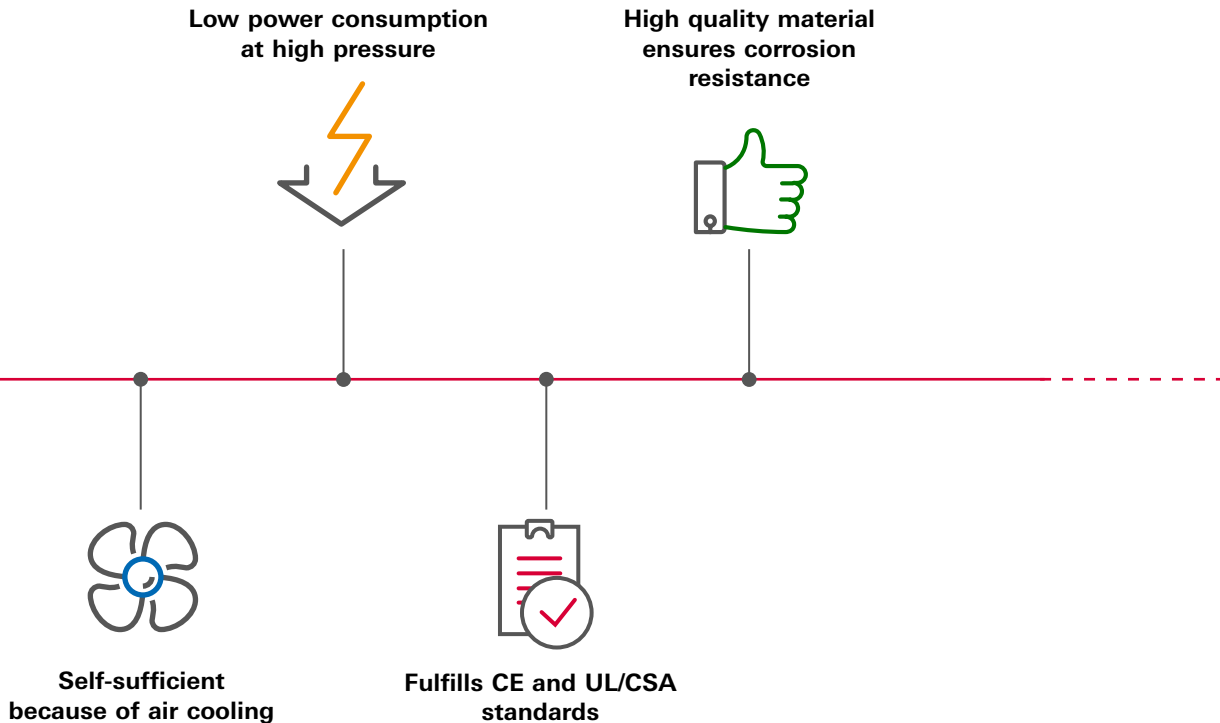 Low power consumption
at high pressure
High quality material
ensures corrosion
resistance
Self-sufficient
because of air cooling
Fulfills CE and UL/CSA
standards